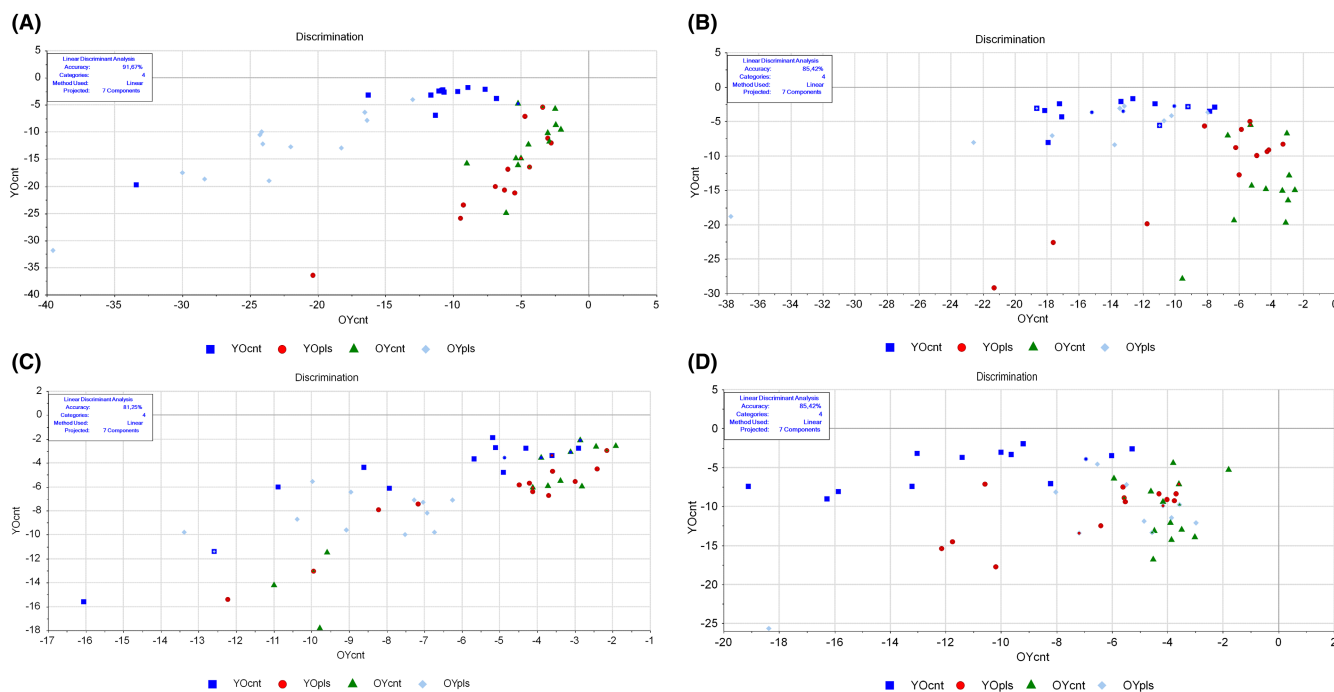 (A)
Discrimination
Linear Discriminant Analysis
Accuracy: 91,67%
Categories: 4
Method Used: Linear
Projected: 7 Components
YOcnt
5
0
-5
-10
-15
-20
-25
-30
-35
-40
-40 -35 -30 -25 -20 -15 -10 -5 0 5
OYcnt
YOcnt YOpls OYcnt OYpls
(B)
Discrimination
Linear Discriminant Analysis
Accuracy: 85,42%
Categories: 4
Method Used: Linear
Projected: 7 Components
YOcnt
5
0
-5
-10
-15
-20
-25
-30
-38 -36 -34 -32 -30 -28 -26 -24 -22 -20 -18 -16 -14 -12 -10 -8 -6 -4 -2 0
OYcnt
YOcnt YOpls OYcnt OYpls
(C)
Discrimination
Linear Discriminant Analysis
Accuracy: 81,25%
Categories: 4
Method Used: Linear
Projected: 7 Components
YOcnt
2
0
-2
-4
-6
-8
-10
-12
-14
-16
-18
-17 -16 -15 -14 -13 -12 -11 -10 -9 -8 -7 -6 -5 -4 -3 -2 -1
OYcnt
YOcnt YOpls OYcnt OYpls
(D)
Discrimination
Linear Discriminant Analysis
Accuracy: 85,42%
Categories: 4
Method Used: Linear
Projected: 7 Components
YOcnt
5
0
-5
-10
-15
-20
-25
-20 -18 -16 -14 -12 -10 -8 -6 -4 -2 0 2
OYcnt
YOcnt YOpls OYcnt OYpls